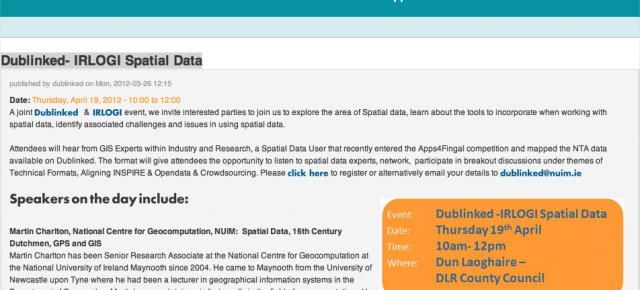 Dublinked- IRLOGI Spatial Data
published by dublinked on Mon, 2012-03-26 12:15
Date: Thursday, April 19, 2012 - 10:00 to 12:00
A joint Dublinked & IRLOGI event, we invite interested parties to join us to explore the area of Spatial data, learn about the tools to incorporate when working with
spatial data, identify associated challenges and issues in using spatial data.
Attendees will hear from GIS Experts within Industry and Research, a Spatial Data User that recently entered the Apps4Fingal competition and mapped the NTA data
available on Dublinked. The format will give attendees the opportunity to listen to spatial data experts, network, participate in breakout discussions under themes of
Technical Formats, Aligning INSPIRE & Opendata & Crowdsourcing. Please click here to register or alternatively email your details to dublinked@nuim.ie
Speakers on the day include:
Martin Charlton, National Centre for Geocomputation, NUIM: Spatial Data, 16th Century
Dutchmen, GPS and GIS
Martin Charlton has been Senior Research Associate at the National Centre for Geocomputation at
the National University of Ireland Maynooth since 2004. He came to Maynooth from the University of
Newcastle upon Tyne where he had been a lecturer in geographical information systems in the
Event: Dublinked -IRLOGI Spatial Data
Date: Thursday 19th April
Time: 10am- 12pm
Where: Dun Laoghaire –
DLR County Council